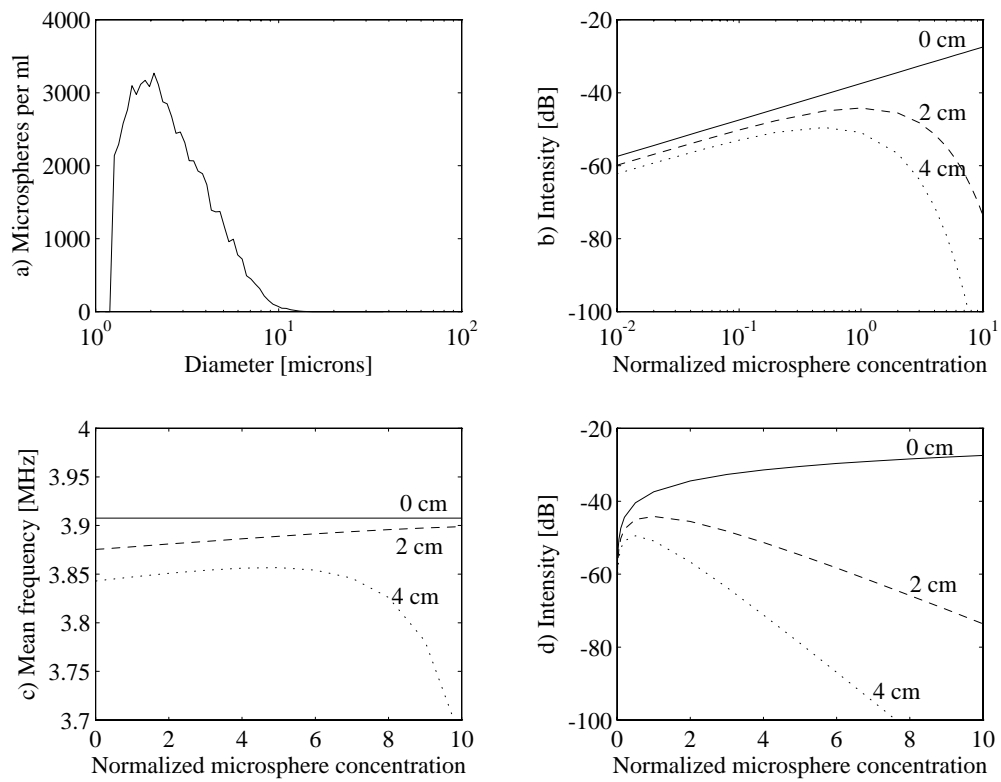 a) Microspheres per ml
4000
3000
2000
1000
0
10^0
10^1
10^2
Diameter [microns]
b) Intensity [dB]
-20
-40
-60
-80
-100
0 cm
2 cm
4 cm
10^-2
10^-1
10^0
10^1
Normalized microsphere concentration
c) Mean frequency [MHz]
4
3.95
3.9
3.85
3.8
3.75
3.7
0 cm
2 cm
4 cm
0 2 4 6 8 10
Normalized microsphere concentration
d) Intensity [dB]
-20
-40
-60
-80
-100
0 cm
2 cm
4 cm
0 2 4 6 8 10
Normalized microsphere concentration